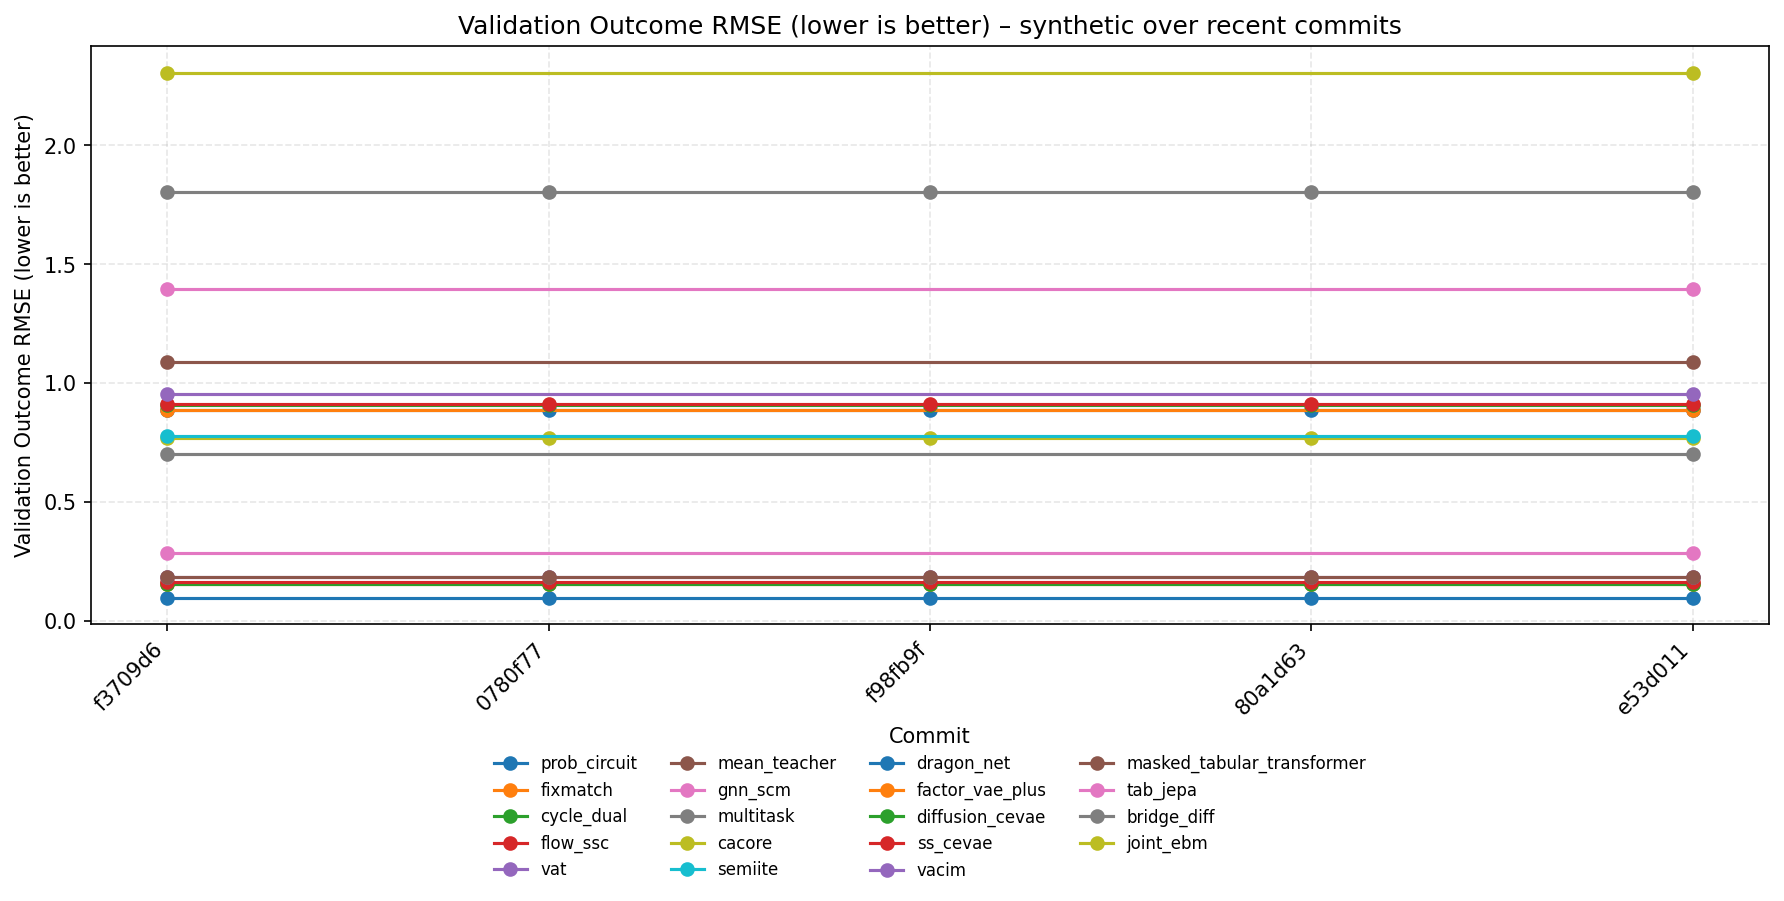 Validation Outcome RMSE (lower is better) – synthetic over recent commits
Validation Outcome RMSE (lower is better)
2.0
1.5
1.0
0.5
0.0
f3709d6
0780f77
f98fb9f
80a1d63
e53d011
Commit
prob_circuit
fixmatch
cycle_dual
flow_ssc
vat
mean_teacher
gnn_scm
multitask
cacore
semiite
dragon_net
factor_vae_plus
diffusion_cevae
ss_cevae
vacim
masked_tabular_transformer
tab_jepa
bridge_diff
joint_ebm